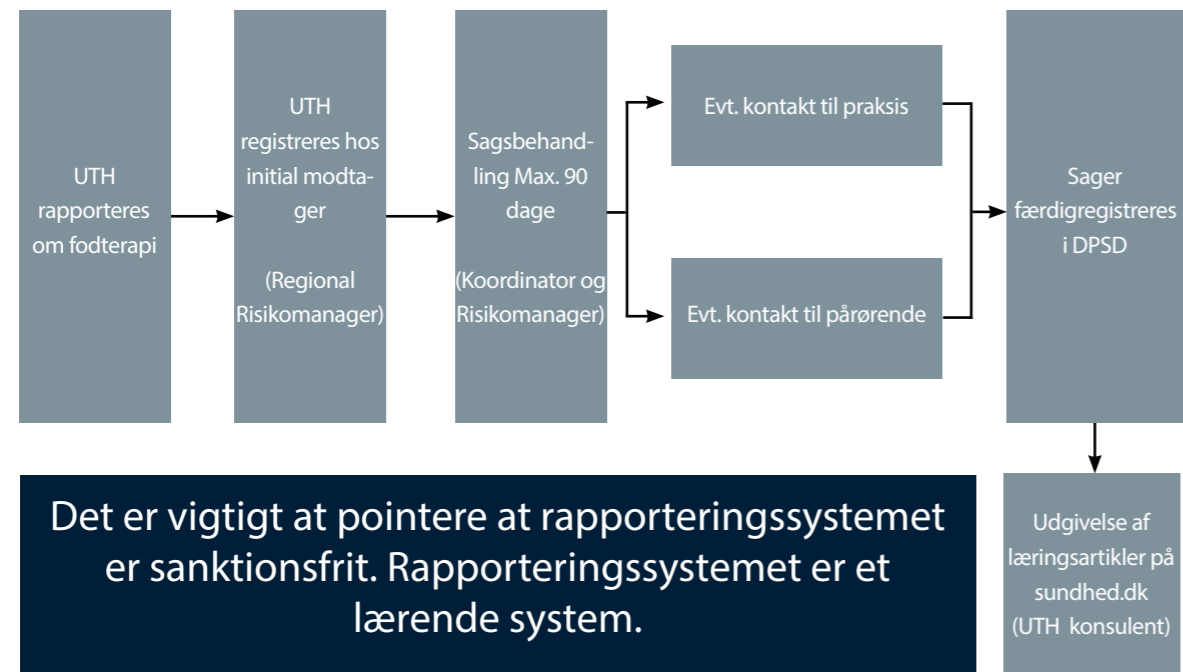 UTH
rapporteres
om fodterapi
UTH
registreres hos
initial modta-
ger
(Regional
Risikomanager)
Sagsbehand-
ling Max. 90
dage
(Koordinator og
Risikomanager)
Evt. kontakt til praksis
Evt. kontakt til pårørende
Sager
færdigregistreres
i DPSD
Det er vigtigt at pointere at rapporteringssystemet
er sanktionsfrit. Rapporteringssystemet er et
lærende system.
Udgivelse af
læringsartikler på
sundhed.dk
(UTH konsulent)